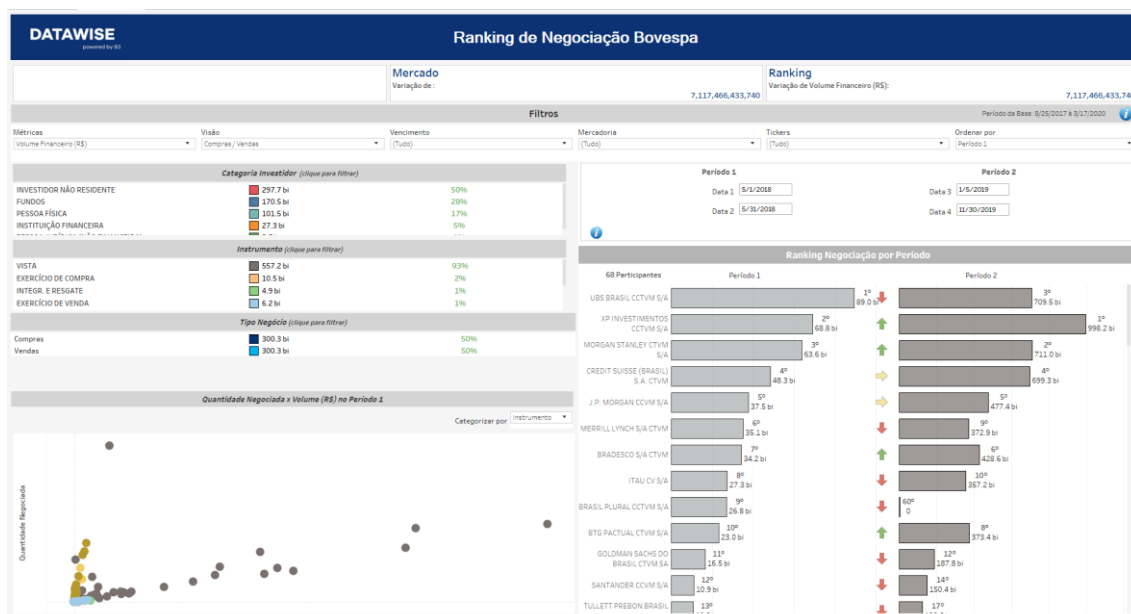 DATAWISE
powered by B3
Ranking de Negociação Bovespa
Mercado
Variação de :
7,117,466,433,740
Ranking
Variação de Volume Financeiro (R$):
7,117,466,433,740
Filtros
Período da Base: 8/25/2017 à 3/17/2020
Métricas
Volume Financeiro (R$)
Visão
Compras / Vendas
Vencimento
(Tudo)
Mercadoria
(Tudo)
Tickers
(Tudo)
Ordenar por
Período 1
Categoria Investidor (clique para filtrar)
INVESTIDOR NÃO RESIDENTE 297.7 bi 50%
FUNDOS 170.5 bi 28%
PESSOA FÍSICA 101.5 bi 17%
INSTITUIÇÃO FINANCEIRA 27.3 bi 5%
Instrumento (clique para filtrar)
VISTA 557.2 bi 93%
EXERCÍCIO DE COMPRA 10.5 bi 2%
INTEGR. E RESGATE 4.9 bi 1%
EXERCÍCIO DE VENDA 6.2 bi 1%
Tipo Negócio (clique para filtrar)
Compras 300.3 bi 50%
Vendas 300.3 bi 50%
Quantidade Negociada x Volume (R$) no Período 1
Categorizar por Instrumento
Quantidade Negociada
Período 1 Período 2
Data 1 5/1/2018 Data 3 1/5/2019
Data 2 5/31/2018 Data 4 11/30/2019
Ranking Negociação por Período
68 Participantes Período 1 Período 2
UBS BRASIL CCTVM S/A 1º 89.0 bi 3º 709.5 bi
XP INVESTIMENTOS CCTVM S/A 2º 68.8 bi 1º 998.2 bi
MORGAN STANLEY CTVM S/A 3º 63.6 bi 2º 711.0 bi
CREDIT SUISSE (BRASIL) S.A. CTVM 4º 48.3 bi 4º 699.3 bi
J.P. MORGAN CCVM S/A 5º 37.5 bi 5º 477.4 bi
MERRILL LYNCH S/A CTVM 6º 35.1 bi 9º 372.9 bi
BRADESCO S/A CTVM 7º 34.2 bi 6º 428.6 bi
ITAU CV S/A 8º 27.3 bi 10º 357.2 bi
BRASIL PLURAL CCTVM S/A 9º 26.8 bi 60º 0
BTG PACTUAL CTVM S/A 10º 23.0 bi 8º 373.4 bi
GOLDMAN SACHS DO BRASIL CTVM SA 11º 16.5 bi 12º 187.8 bi
SANTANDER CCVM S/A 12º 10.9 bi 14º 150.4 bi
TULLETT PREBON BRASIL 13º 17º